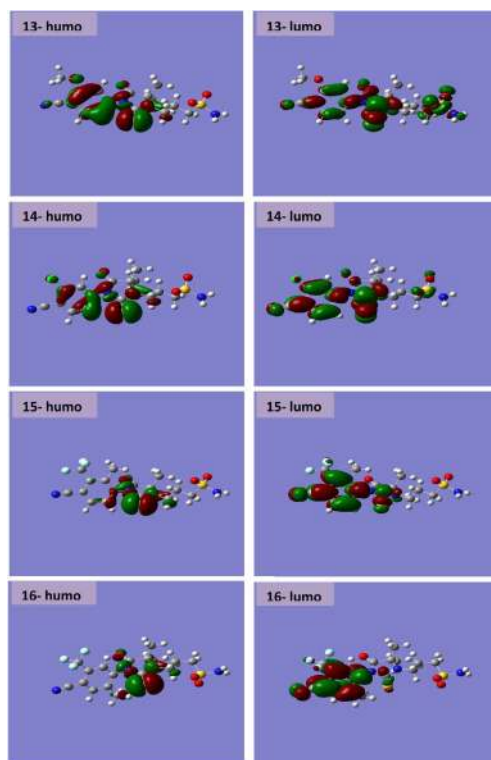 13- humo
13- lumo
14- humo
14- lumo
15- humo
15- lumo
16- humo
16- lumo